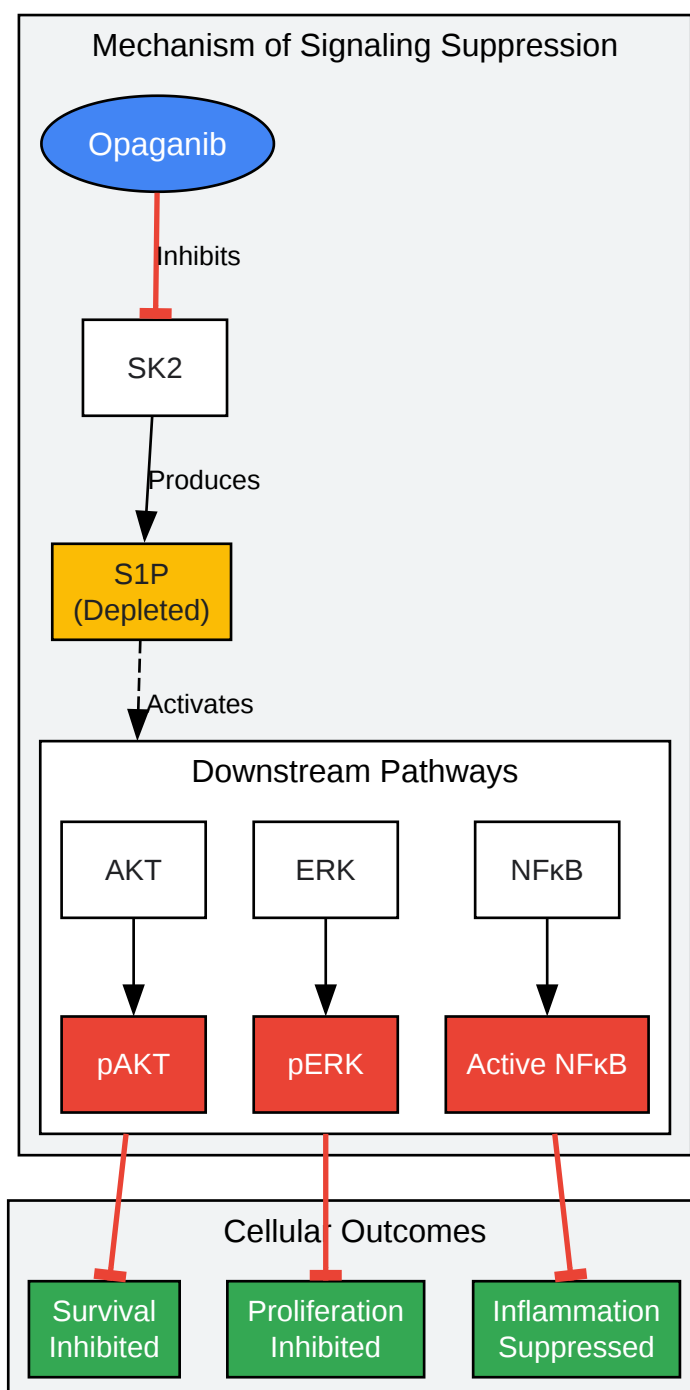 Mechanism of Signaling Suppression
Opaganib
Inhibits
SK2
Produces
S1P
(Depleted)
Activates
Downstream Pathways
AKT
ERK
NFκB
pAKT
pERK
Active NFκB
Cellular Outcomes
Survival
Inhibited
Proliferation
Inhibited
Inflammation
Suppressed